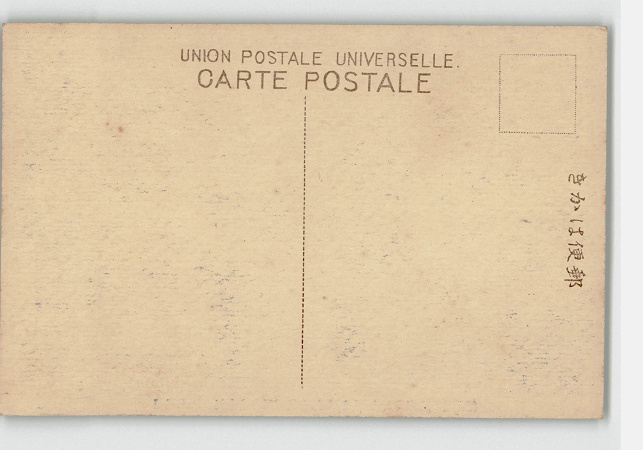 UNION POSTALE UNIVERSELLE.
CARTE POSTALE
きかは便郵